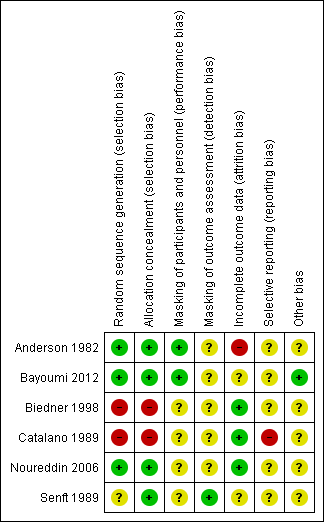 Random sequence generation (selection bias)
Allocation concealment (selection bias)
Masking of participants and personnel (performance bias)
Masking of outcome assessment (detection bias)
Incomplete outcome data (attrition bias)
Selective reporting (reporting bias)
Other bias
Anderson 1982 + + + ? - ? ?
Bayoumi 2012 + + + ? ? ? +
Biedner 1998 - - ? ? + ? ?
Catalano 1989 - - ? ? + - ?
Noureddin 2006 + + ? ? + ? ?
Senft 1989 ? + ? + ? ? ?